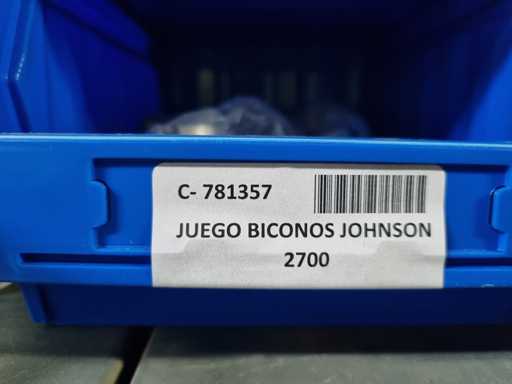 C- 781357
JUEGO BICONOS JOHNSON
2700